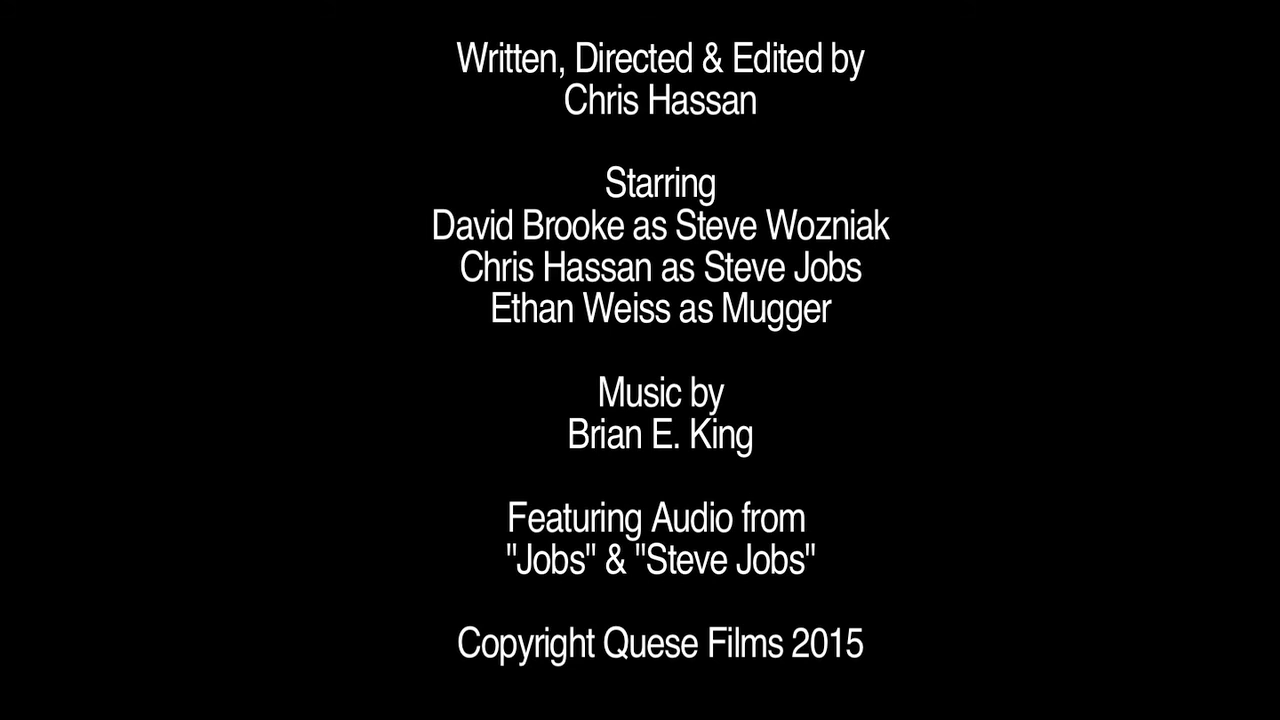 Written, Directed & Edited by
Chris Hassan
Starring
David Brooke as Steve Wozniak
Chris Hassan as Steve Jobs
Ethan Weiss as Mugger
Music by
Brian E. King
Featuring Audio from
"Jobs" & "Steve Jobs"
Copyright Quese Films 2015